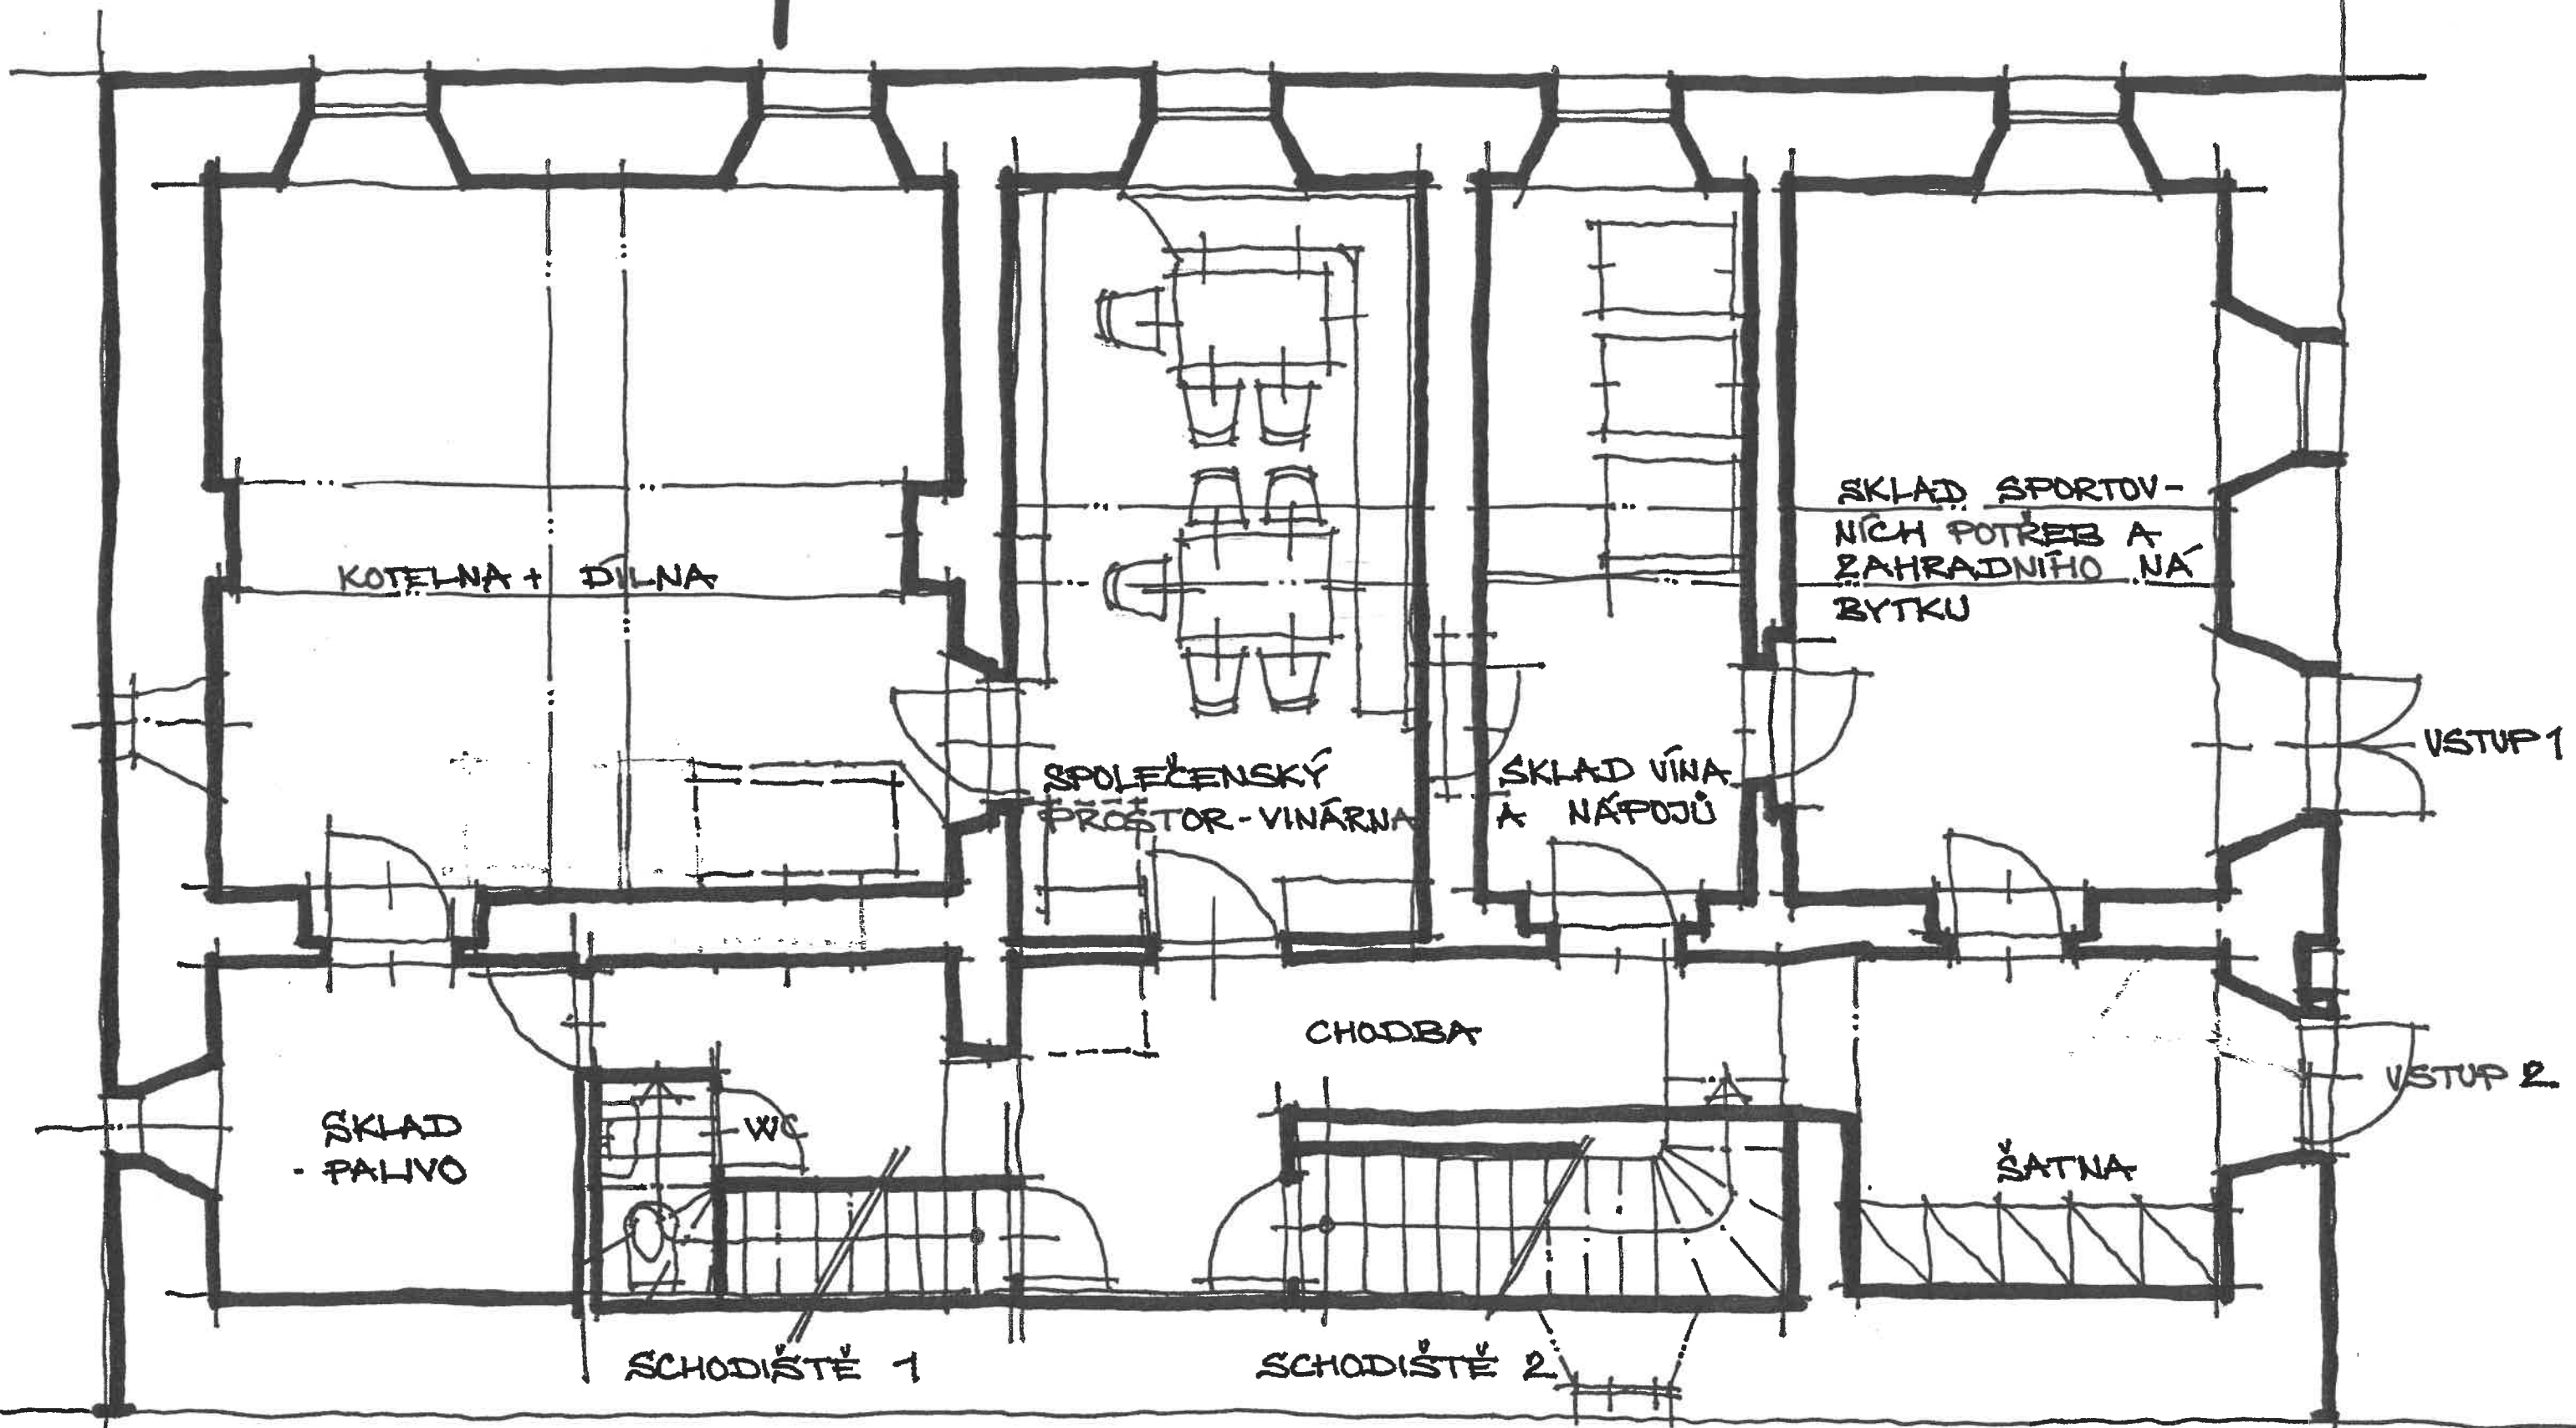 SKLAD SPORTOV-
NÍCH POTŘEB A
ZAHRADNÍHO NÁ
BYTKU
KOTELNA + DÍLNA
VSTUP 1
SPOLEČENSKÝ
PROSTOR-VINÁRNA
SKLAD VÍNA
A NÁPOJŮ
CHODBA
VSTUP 2
SKLAD
- PALIVO
WC
ŠATNA
SCHODIŠTĚ 1
SCHODIŠTĚ 2